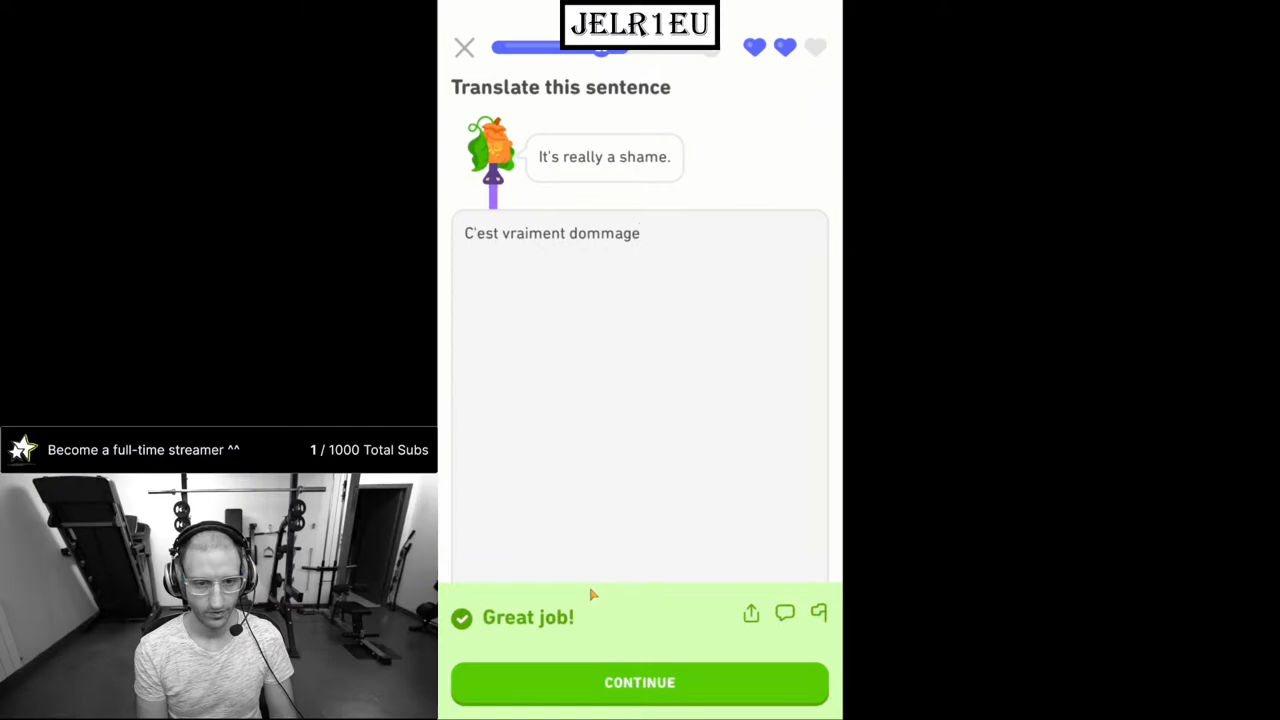 JELR1EU
Translate this sentence
It's really a shame.
C'est vraiment dommage
Become a full-time streamer ^^ 1 / 1000 Total Subs
Great job!
CONTINUE